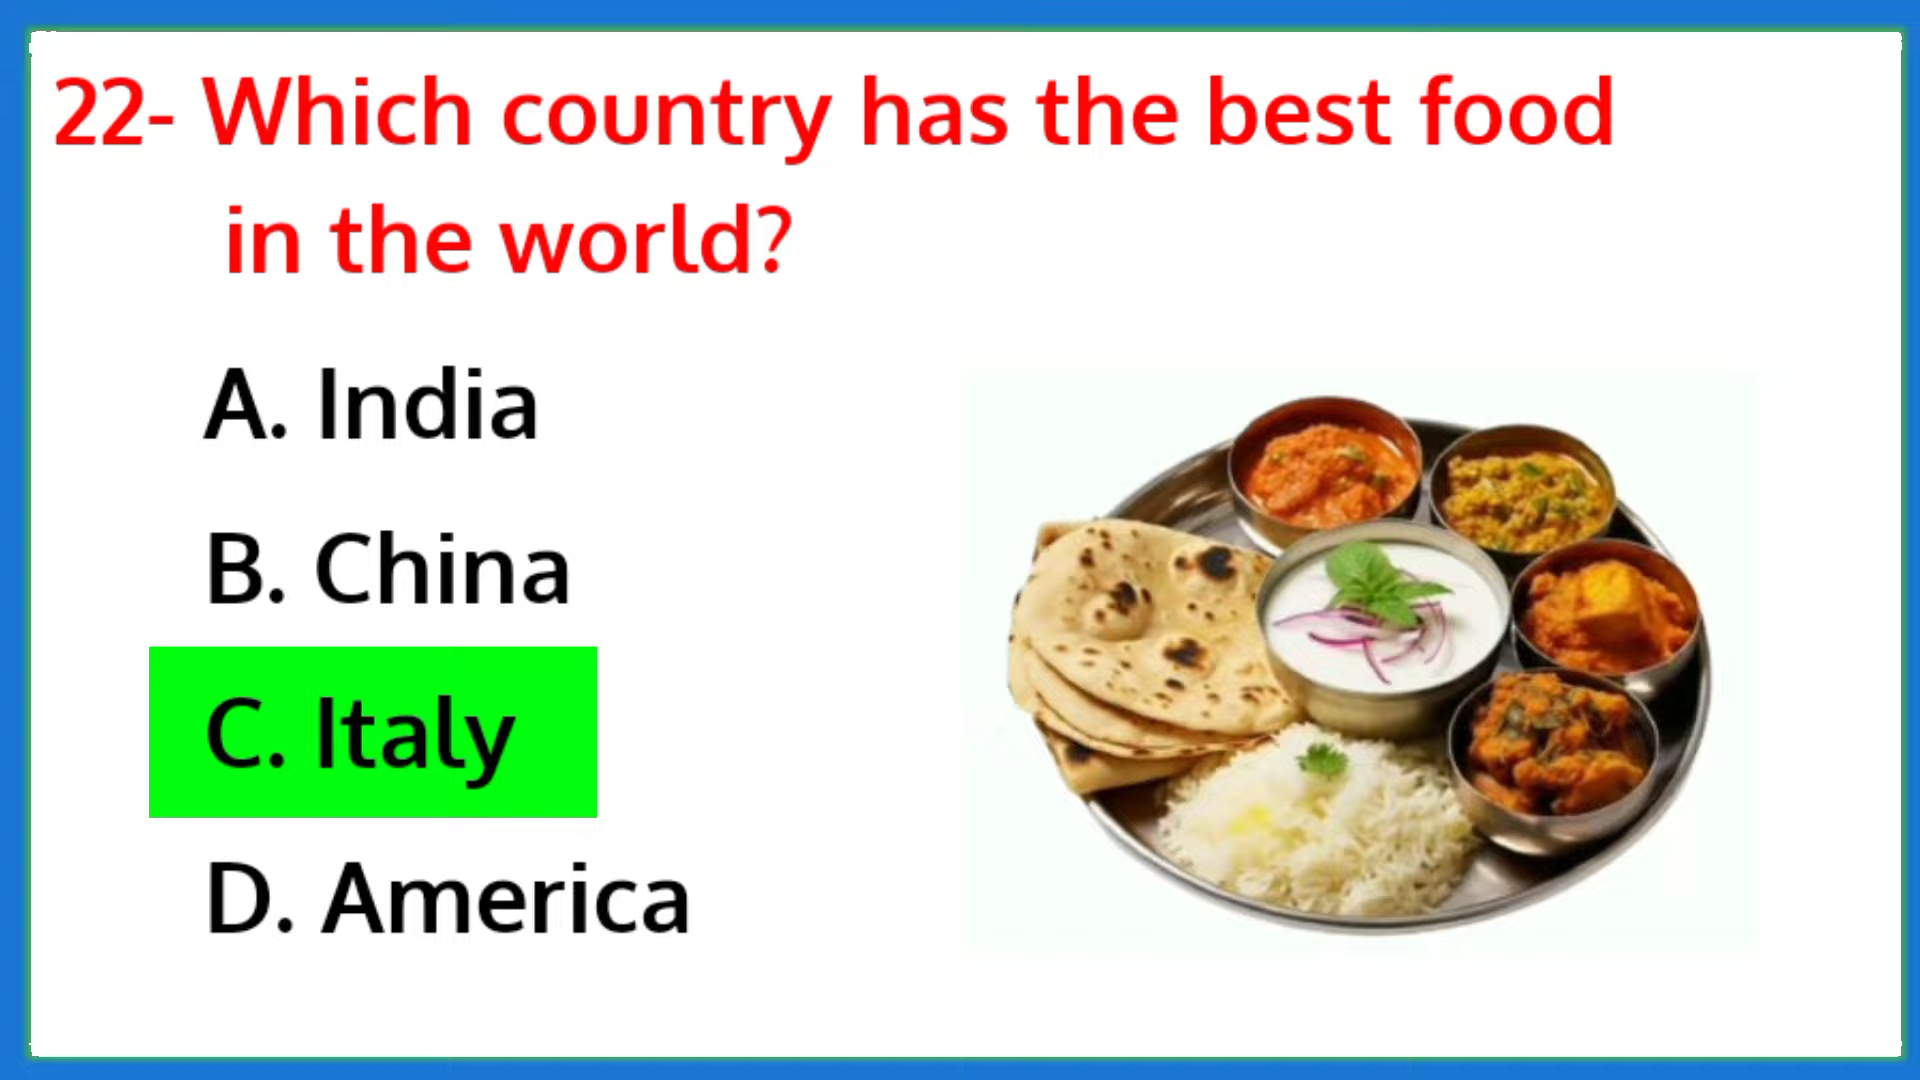 22- Which country has the best food
in the world?
A. India
B. China
C. Italy
D. America